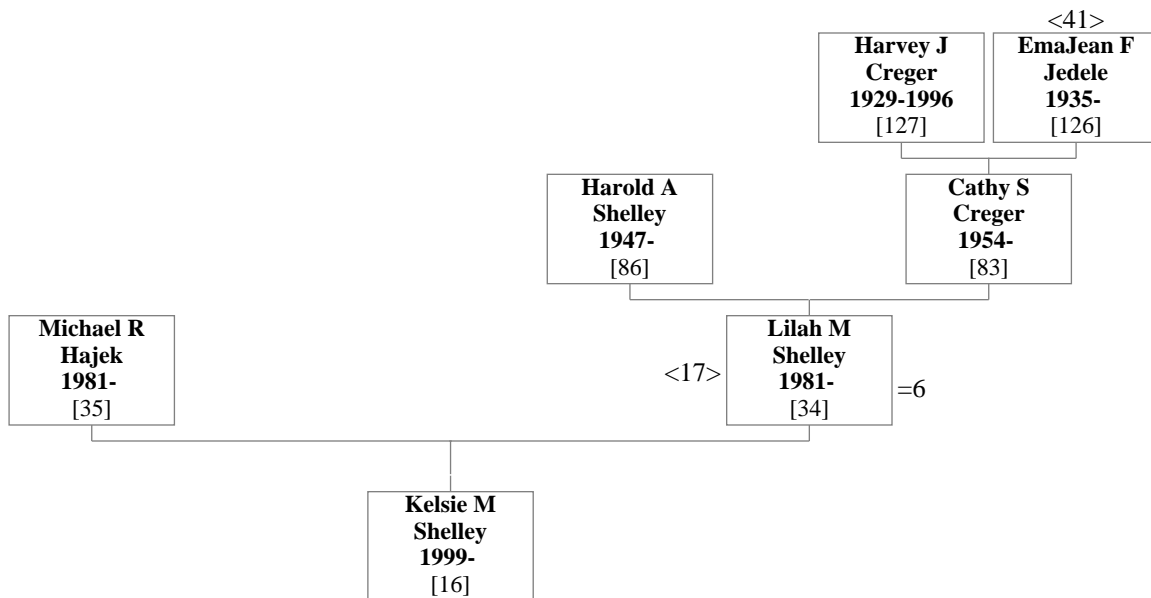 <41>
Harvey J
Creger
1929-1996
[127]
EmaJean F
Jedele
1935-
[126]
Harold A
Shelley
1947-
[86]
Cathy S
Creger
1954-
[83]
Michael R
Hajek
1981-
[35]
<17>
Lilah M
Shelley
1981-
[34]
=6
Kelsie M
Shelley
1999-
[16]